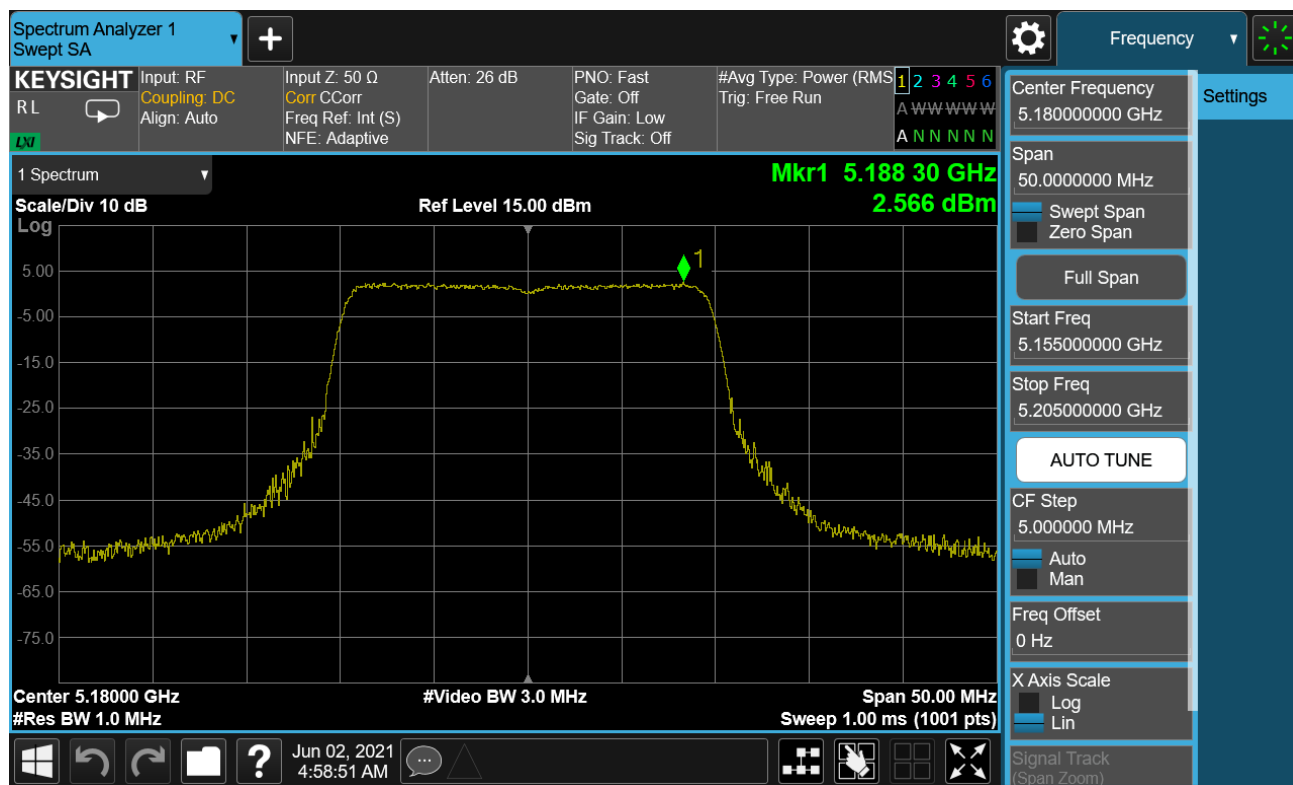 Spectrum Analyzer 1
Swept SA
Frequency
KEYSIGHT
R L
LXI
Input: RF
Coupling: DC
Align: Auto
Input Z: 50 Ω
Corr CCorr
Freq Ref: Int (S)
NFE: Adaptive
Atten: 26 dB
PNO: Fast
Gate: Off
IF Gain: Low
Sig Track: Off
#Avg Type: Power (RMS
Trig: Free Run
1 2 3 4 5 6
A W W W W W
A N N N N N
1 Spectrum
Mkr1 5.188 30 GHz
Scale/Div 10 dB
Ref Level 15.00 dBm
2.566 dBm
Log
1
5.00
-5.00
-15.0
-25.0
-35.0
-45.0
-55.0
-65.0
-75.0
Center 5.18000 GHz
#Video BW 3.0 MHz
Span 50.00 MHz
#Res BW 1.0 MHz
Sweep 1.00 ms (1001 pts)
?
Jun 02, 2021
4:58:51 AM
Center Frequency
5.180000000 GHz
Span
50.0000000 MHz
Swept Span
Zero Span
Full Span
Start Freq
5.155000000 GHz
Stop Freq
5.205000000 GHz
AUTO TUNE
CF Step
5.000000 MHz
Auto
Man
Freq Offset
0 Hz
X Axis Scale
Log
Lin
Signal Track
(Span Zoom)
Settings